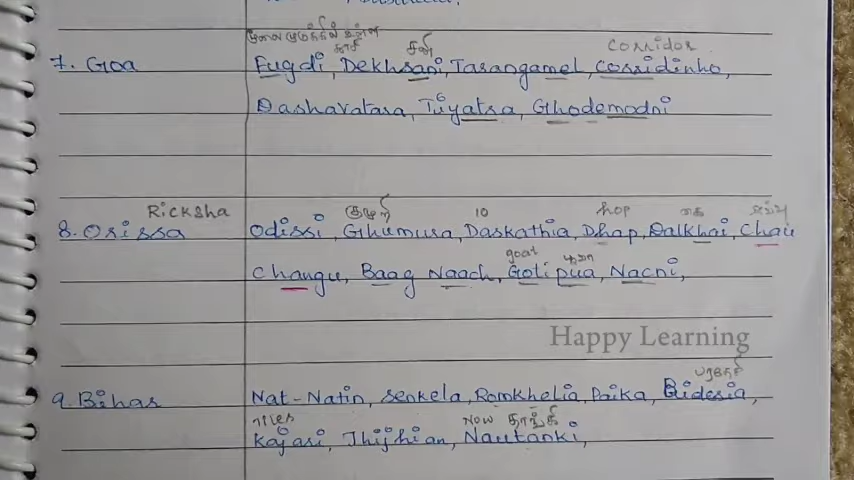 corridor
7. Goa Fugdi, Dekhsani, Tarangamel, corridinho,
Dashavatara, Tiyatra, Ghodemodni
Ricksha 10 hop கை
8. Orissa Odissi, Ghumura, Daskathia, Dhap, Dalkhai, Chau
goat பூவா
Changu, Baag Naach, Goti pua, Nacni,
Happy Learning
பரதேசி
9. Bihar Nat-Natin, Senkela, Ramkhelia, Paika, Bidesia,
Now தாங்கி
Kajari, Jhijhian, Nautanki,